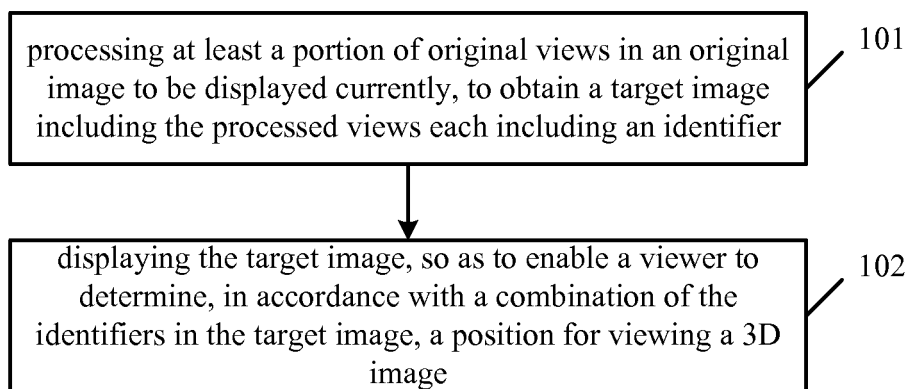 processing at least a portion of original views in an original
image to be displayed currently, to obtain a target image
including the processed views each including an identifier
101
displaying the target image, so as to enable a viewer to
determine, in accordance with a combination of the
identifiers in the target image, a position for viewing a 3D
image
102